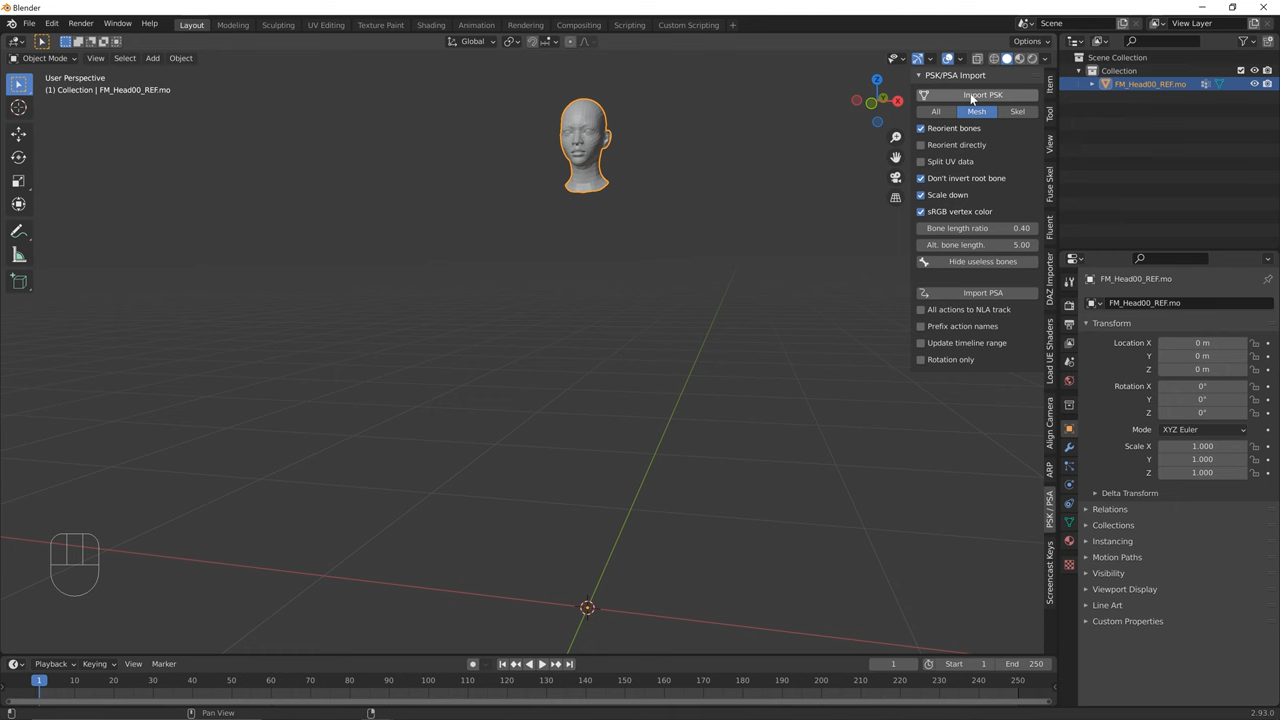 Blender
File Edit Render Window Help
Layout Modeling Sculpting UV Editing Texture Paint Shading Animation Rendering Compositing Scripting Custom Scripting +
Scene
View Layer
Global
Options
Object Mode View Select Add Object
User Perspective
(1) Collection | FM_Head00_REF.mo
PSK/PSA Import
Import PSK
All Mesh Skel
Reorient bones
Reorient directly
Split UV data
Don't invert root bone
Scale down
sRGB vertex color
Bone length ratio 0.40
Alt. bone length. 5.00
Hide useless bones
Import PSA
All actions to NLA track
Prefix action names
Update timeline range
Rotation only
Item
Tool
View
Fuse Skel
Fluent
DAZ Importer
Load UE Shaders
Align Camera
ARP
PSK / PSA
Screencast Keys
Z
X
Y
Scene Collection
Collection
FM_Head00_REF.mo
FM_Head00_REF.mo
FM_Head00_REF.mo
Transform
Location X 0 m
Y 0 m
Z 0 m
Rotation X 0°
Y 0°
Z 0°
Mode XYZ Euler
Scale X 1.000
Y 1.000
Z 1.000
Delta Transform
Relations
Collections
Instancing
Motion Paths
Visibility
Viewport Display
Line Art
Custom Properties
Playback Keying View Marker
1
Start 1
End 250
1 10 20 30 40 50 60 70 80 90 100 110 120 130 140 150 160 170 180 190 200 210 220 230 240 250
Pan View
2.93.0